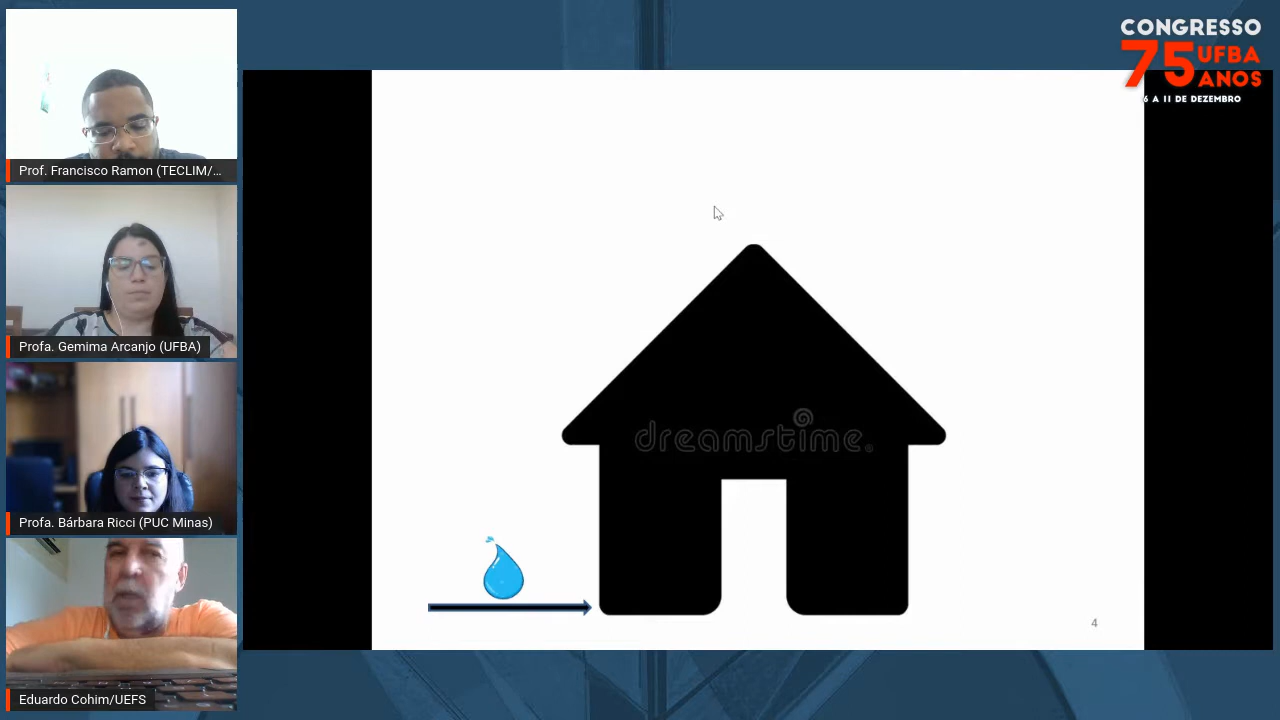 CONGRESSO
75 UFBA
ANOS
6 A 11 DE DEZEMBRO
Prof. Francisco Ramon (TECLIM/...
Profa. Gemima Arcanjo (UFBA)
Profa. Bárbara Ricci (PUC Minas)
Eduardo Cohim/UEFS
dreamstime.
4